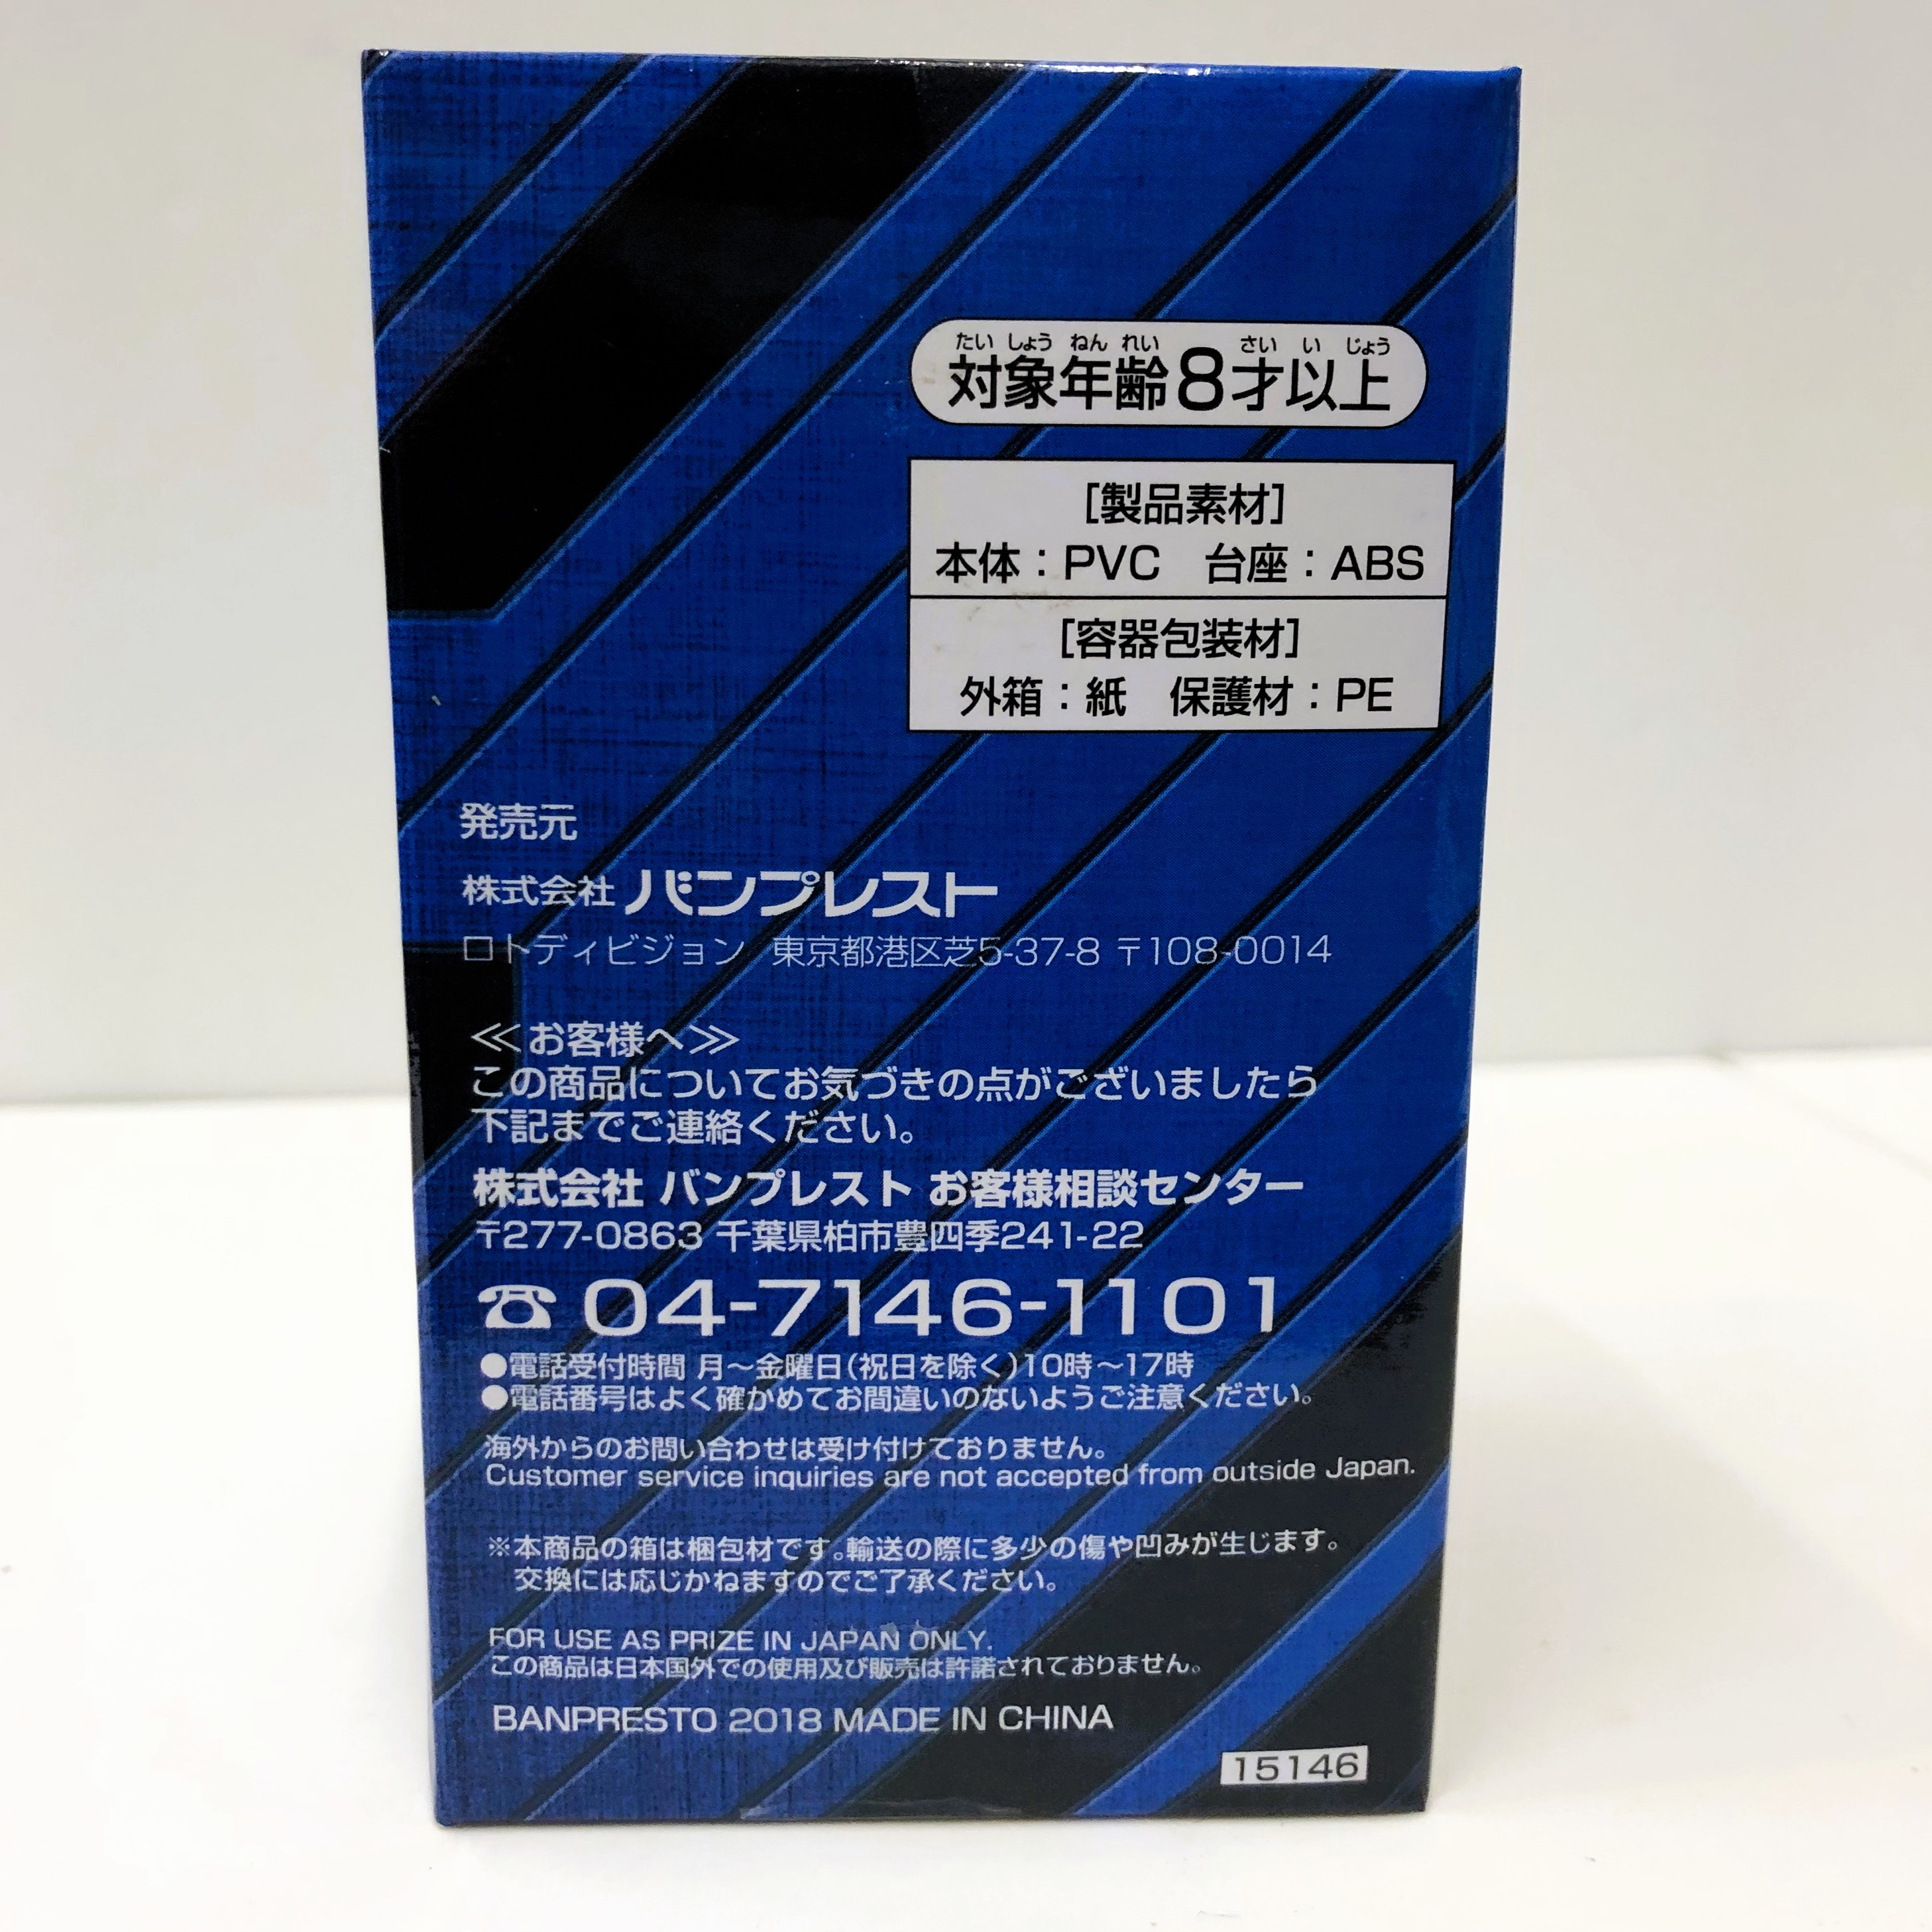 たいしょうねんれい さいいじょう
対象年齢8才以上
[製品素材]
本体：PVC　台座：ABS
[容器包装材]
外箱：紙　保護材：PE
発売元
株式会社 バンプレスト
ロトディビジョン 東京都港区芝5-37-8 〒108-0014
≪お客様へ≫
この商品についてお気づきの点がございましたら
下記までご連絡ください。
株式会社 バンプレスト お客様相談センター
〒277-0863 千葉県柏市豊四季241-22
☎ 04-7146-1101
●電話受付時間 月～金曜日(祝日を除く)10時～17時
●電話番号はよく確かめてお間違いのないようご注意ください。
海外からのお問い合わせは受け付けておりません。
Customer service inquiries are not accepted from outside Japan.
※本商品の箱は梱包材です。輸送の際に多少の傷や凹みが生じます。
交換には応じかねますのでご了承ください。
FOR USE AS PRIZE IN JAPAN ONLY.
この商品は日本国外での使用及び販売は許諾されておりません。
BANPRESTO 2018 MADE IN CHINA
15146